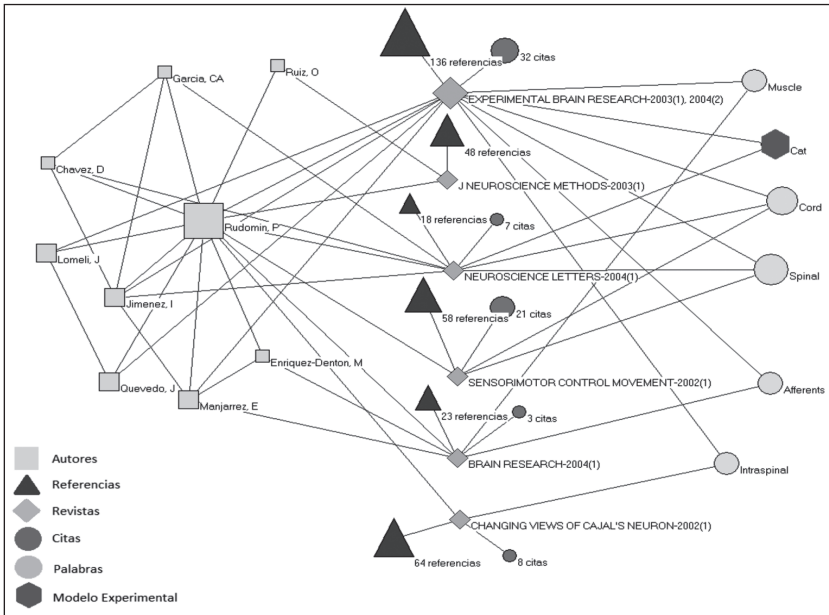 136 referencias
32 citas
Garcia, CA
Ruiz, O
EXPERIMENTAL BRAIN RESEARCH-2003(1), 2004(2)
Muscle
48 referencias
Cat
Chavez, D
J NEUROSCIENCE METHODS-2003(1)
18 referencias
7 citas
Cord
Rudomin, P
Lomeli, J
NEUROSCIENCE LETTERS-2004(1)
Spinal
Jimenez, I
58 referencias
21 citas
Enriquez-Denton, M
SENSORIMOTOR CONTROL MOVEMENT-2002(1)
Quevedo, J
Manjarrez, E
Afferents
23 referencias
3 citas
BRAIN RESEARCH-2004(1)
Intraspinal
CHANGING VIEWS OF CAJAL'S NEURON-2002(1)
64 referencias
8 citas
Autores
Referencias
Revistas
Citas
Palabras
Modelo Experimental